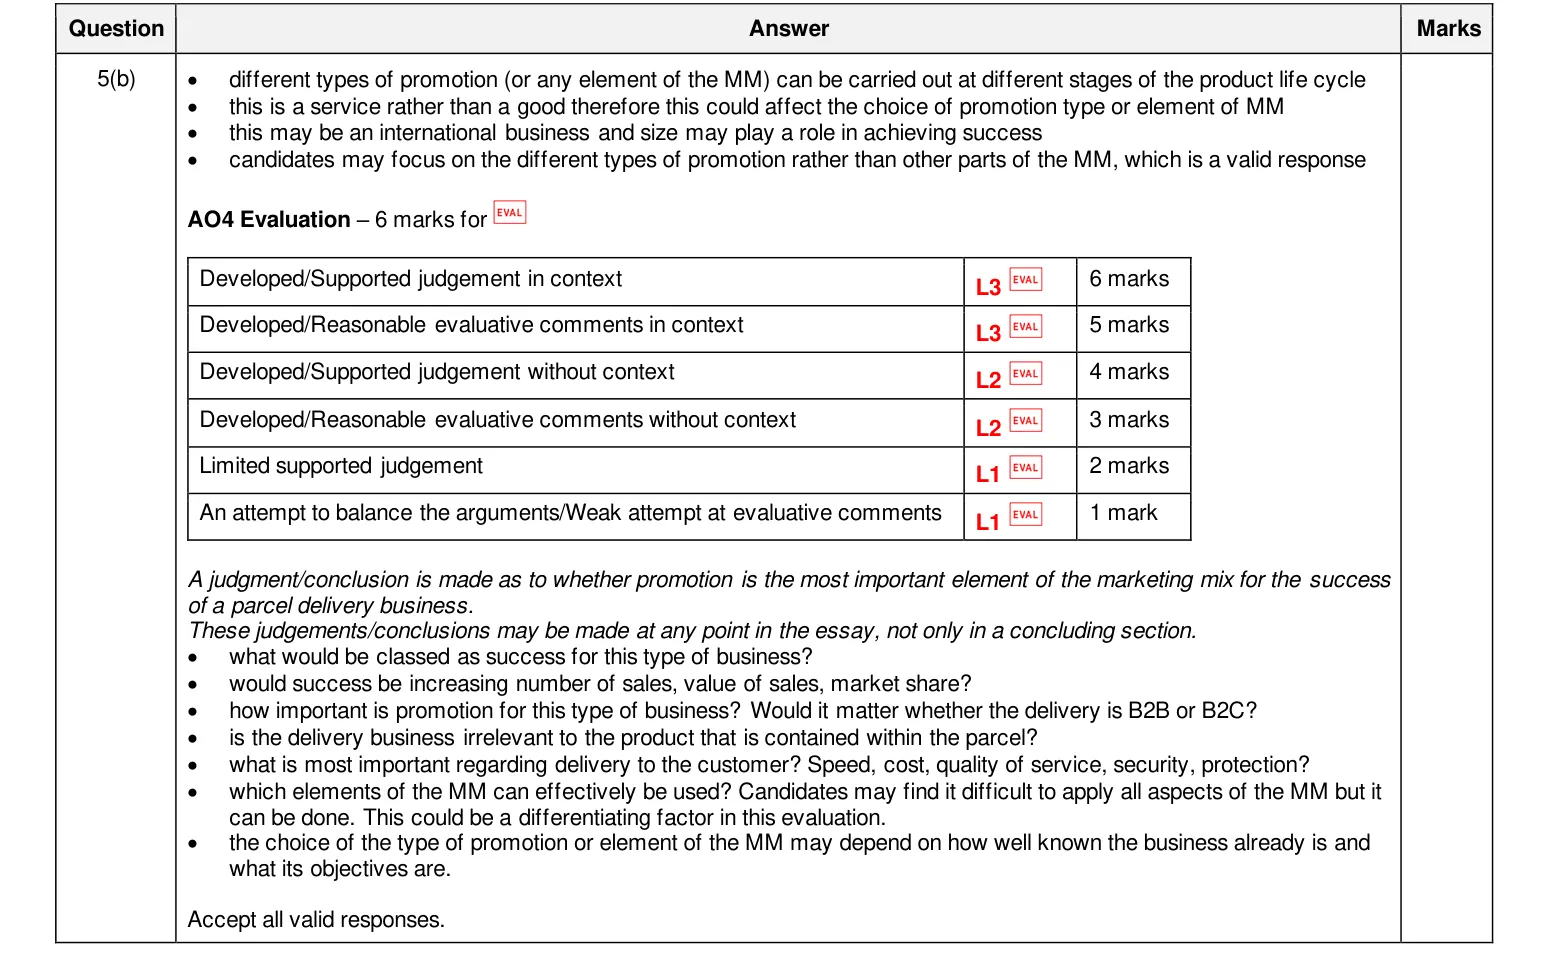 Question Answer Marks
5(b)
• different types of promotion (or any element of the MM) can be carried out at different stages of the product life cycle
• this is a service rather than a good therefore this could affect the choice of promotion type or element of MM
• this may be an international business and size may play a role in achieving success
• candidates may focus on the different types of promotion rather than other parts of the MM, which is a valid response
AO4 Evaluation – 6 marks for EVAL
Developed/Supported judgement in context L3 EVAL 6 marks
Developed/Reasonable evaluative comments in context L3 EVAL 5 marks
Developed/Supported judgement without context L2 EVAL 4 marks
Developed/Reasonable evaluative comments without context L2 EVAL 3 marks
Limited supported judgement L1 EVAL 2 marks
An attempt to balance the arguments/Weak attempt at evaluative comments L1 EVAL 1 mark
A judgment/conclusion is made as to whether promotion is the most important element of the marketing mix for the success
of a parcel delivery business.
These judgements/conclusions may be made at any point in the essay, not only in a concluding section.
• what would be classed as success for this type of business?
• would success be increasing number of sales, value of sales, market share?
• how important is promotion for this type of business? Would it matter whether the delivery is B2B or B2C?
• is the delivery business irrelevant to the product that is contained within the parcel?
• what is most important regarding delivery to the customer? Speed, cost, quality of service, security, protection?
• which elements of the MM can effectively be used? Candidates may find it difficult to apply all aspects of the MM but it
can be done. This could be a differentiating factor in this evaluation.
• the choice of the type of promotion or element of the MM may depend on how well known the business already is and
what its objectives are.
Accept all valid responses.